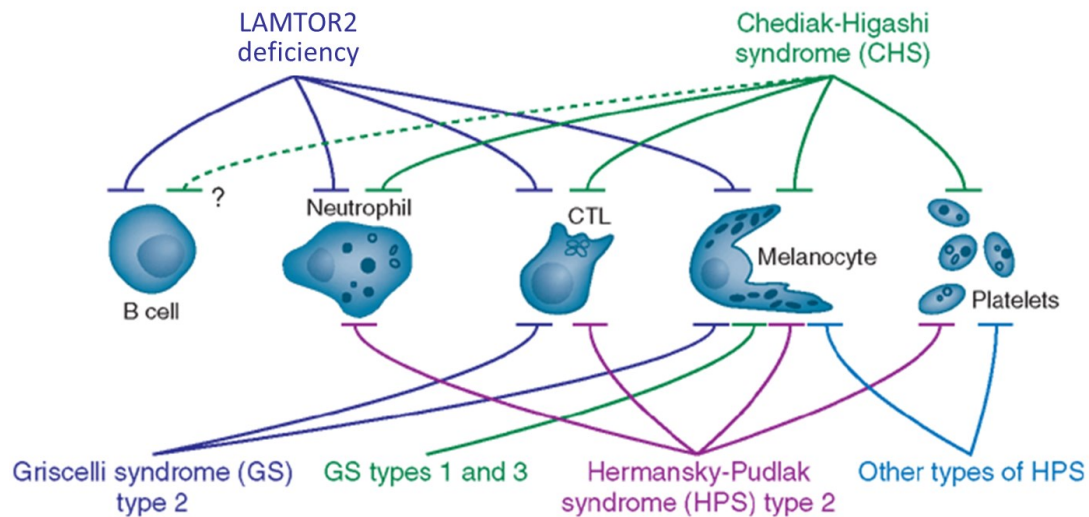 LAMTOR2
deficiency
Chediak-Higashi
syndrome (CHS)
?
Neutrophil
CTL
Melanocyte
B cell
Platelets
Griscelli syndrome (GS)
type 2
GS types 1 and 3
Hermansky-Pudlak
syndrome (HPS) type 2
Other types of HPS